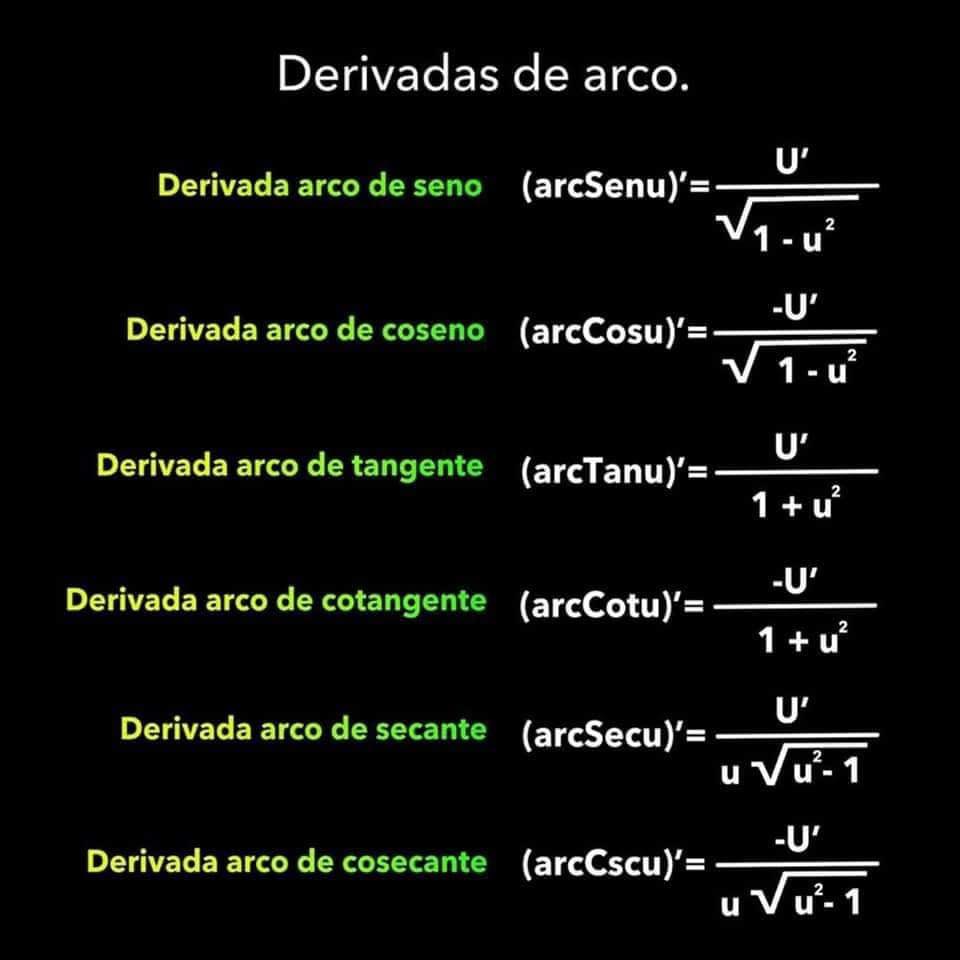 Derivadas de arco.
Derivada arco de seno (arcSenu)′= U′ / √1 - u²
Derivada arco de coseno (arcCosu)′= -U′ / √1 - u²
Derivada arco de tangente (arcTanu)′= U′ / 1 + u²
Derivada arco de cotangente (arcCotu)′= -U′ / 1 + u²
Derivada arco de secante (arcSecu)′= U′ / u √u²- 1
Derivada arco de cosecante (arcCscu)′= -U′ / u √u²- 1